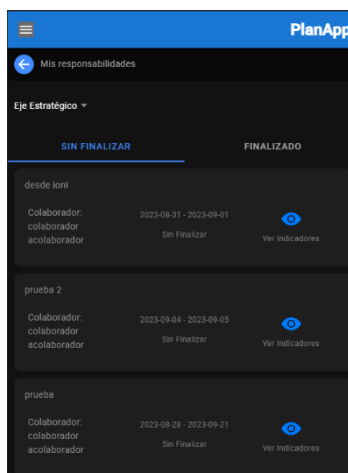 PlanApp
Mis responsabilidades
Eje Estratégico
SIN FINALIZAR FINALIZADO
desde ioni
Colaborador:
colaborador
acolaborador
2023-08-31 - 2023-09-01
Sin Finalizar
Ver Indicadores
prueba 2
Colaborador:
colaborador
acolaborador
2023-09-04 - 2023-09-05
Sin Finalizar
Ver Indicadores
prueba
Colaborador:
colaborador
acolaborador
2023-08-28 - 2023-09-21
Sin Finalizar
Ver Indicadores